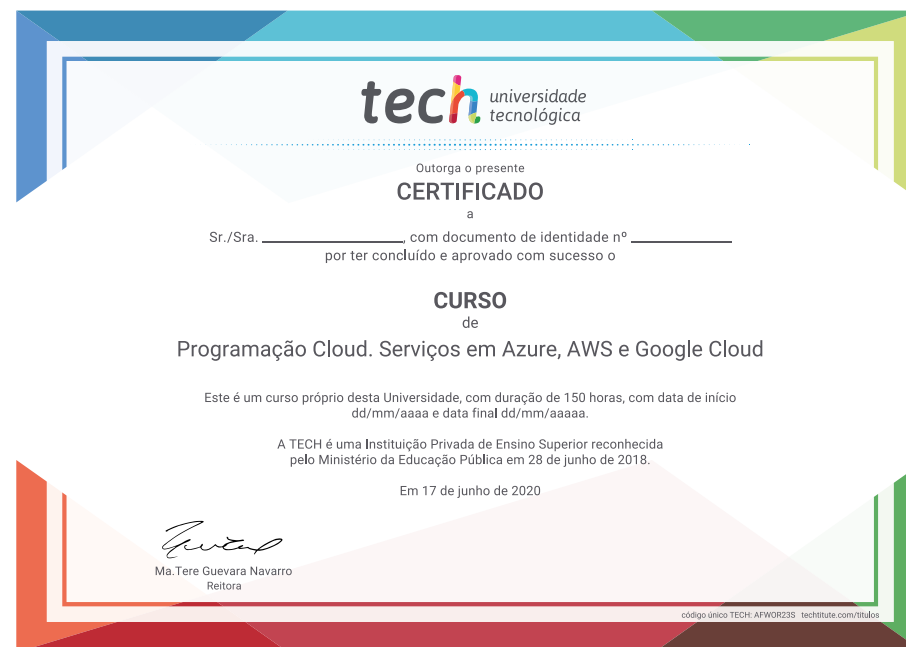 tech universidade
tecnológica
Outorga o presente
CERTIFICADO
a
Sr./Sra. ____________, com documento de identidade nº _________
por ter concluído e aprovado com sucesso o
CURSO
de
Programação Cloud. Serviços em Azure, AWS e Google Cloud
Este é um curso próprio desta Universidade, com duração de 150 horas, com data de início
dd/mm/aaaa e data final dd/mm/aaaaa.
A TECH é uma Instituição Privada de Ensino Superior reconhecida
pelo Ministério da Educação Pública em 28 de junho de 2018.
Em 17 de junho de 2020
Ma.Tere Guevara Navarro
Reitora
código único TECH: AFWOR23S techtitute.com/titulos